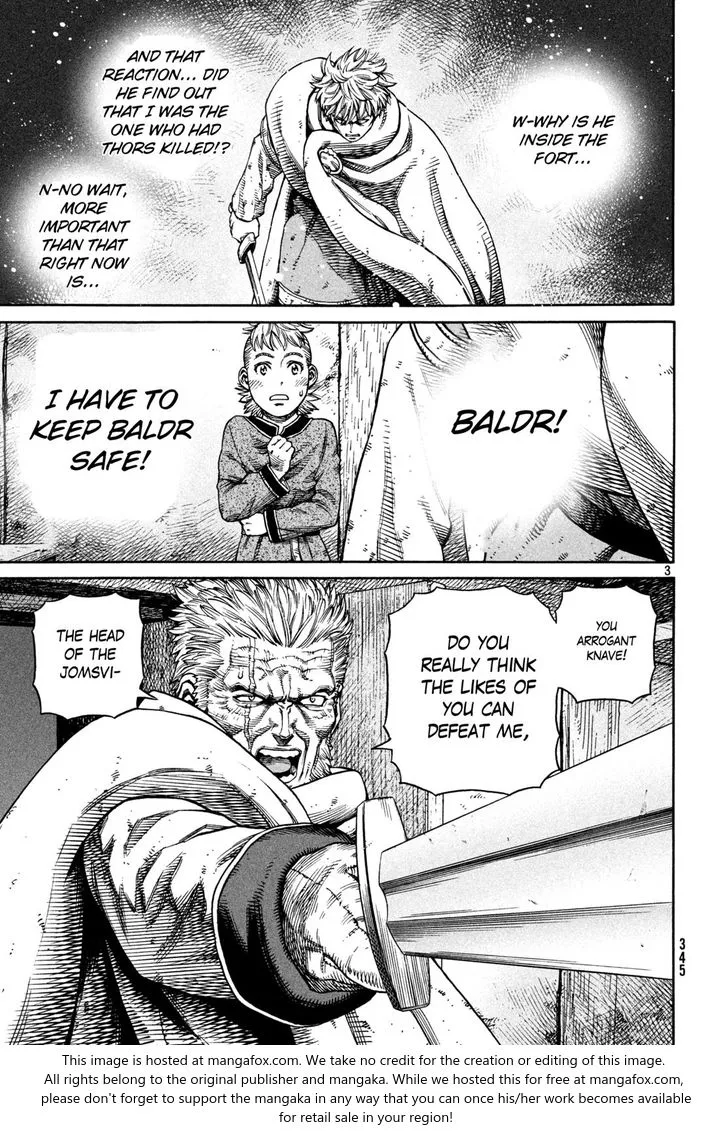 W-WHY IS HE
INSIDE THE
FORT...
AND THAT
REACTION... DID
HE FIND OUT
THAT I WAS THE
ONE WHO HAD
THORS KILLED!?
N-NO WAIT,
MORE
IMPORTANT
THAN THAT
RIGHT NOW
IS...
BALDR!
I HAVE TO
KEEP BALDR
SAFE!
3
YOU
ARROGANT
KNAVE!
DO YOU
REALLY THINK
THE LIKES OF
YOU CAN
DEFEAT ME,
THE HEAD
OF THE
JOMSVI-
345
This image is hosted at mangafox.com. We take no credit for the creation or editing of this image.
All rights belong to the original publisher and mangaka. While we hosted this for free at mangafox.com,
please don't forget to support the mangaka in any way that you can once his/her work becomes available
for retail sale in your region!